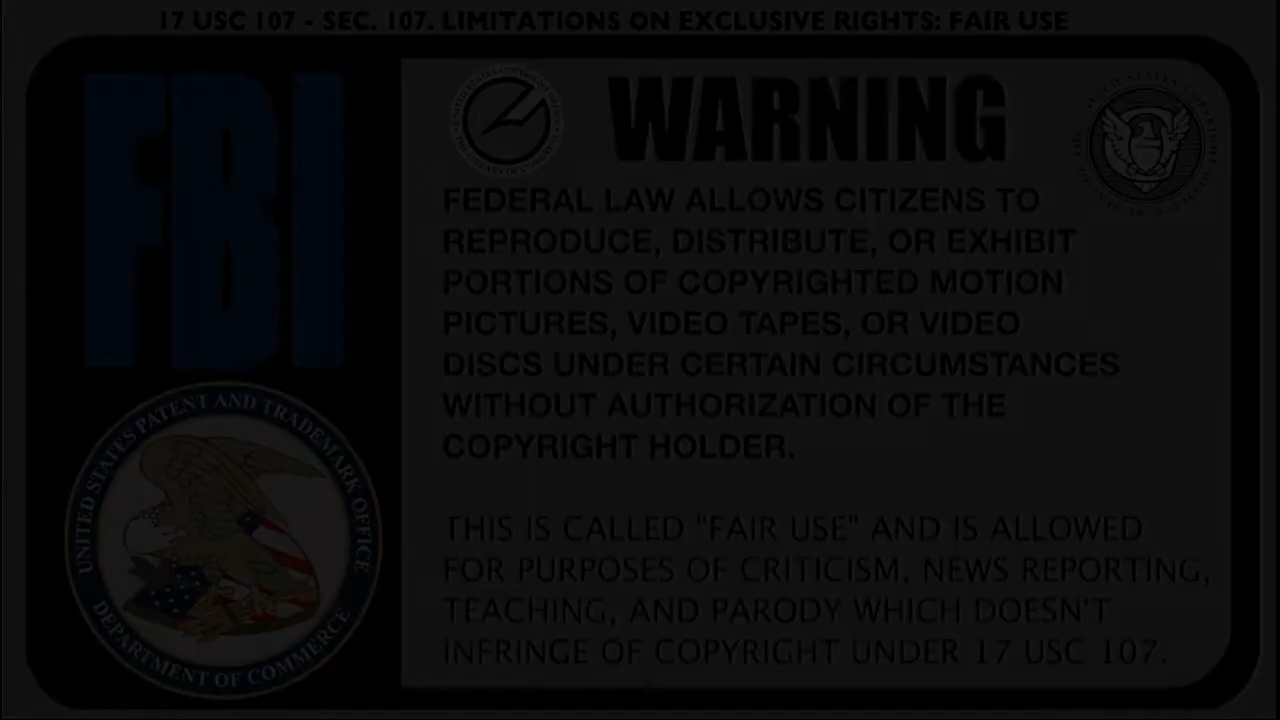 17 USC 107 - SEC. 107. LIMITATIONS ON EXCLUSIVE RIGHTS: FAIR USE
FBI
WARNING
FEDERAL LAW ALLOWS CITIZENS TO
REPRODUCE, DISTRIBUTE, OR EXHIBIT
PORTIONS OF COPYRIGHTED MOTION
PICTURES, VIDEO TAPES, OR VIDEO
DISCS UNDER CERTAIN CIRCUMSTANCES
WITHOUT AUTHORIZATION OF THE
COPYRIGHT HOLDER.
THIS IS CALLED "FAIR USE" AND IS ALLOWED
FOR PURPOSES OF CRITICISM, NEWS REPORTING,
TEACHING, AND PARODY WHICH DOESN'T
INFRINGE OF COPYRIGHT UNDER 17 USC 107.
UNITED STATES PATENT AND TRADEMARK OFFICE
DEPARTMENT OF COMMERCE